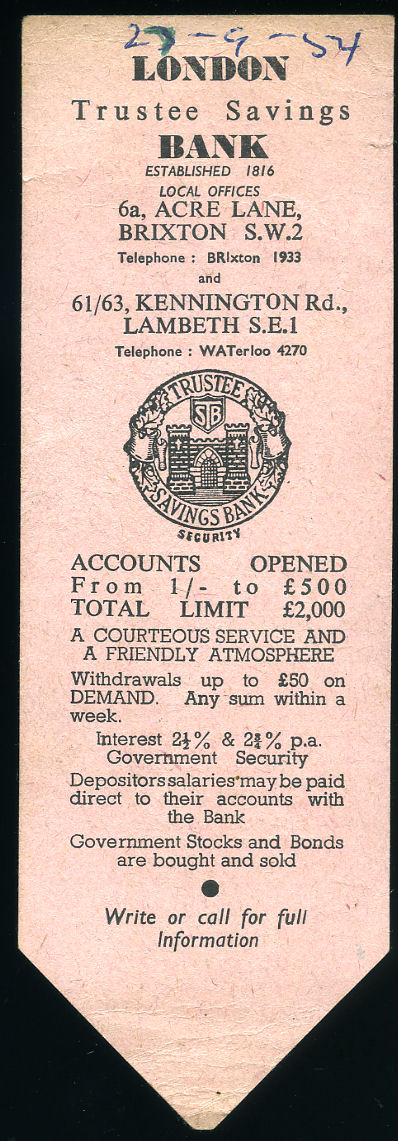 27-9-54
LONDON
Trustee Savings
BANK
ESTABLISHED 1816
LOCAL OFFICES
6a, ACRE LANE,
BRIXTON S.W.2
Telephone : BRIxton 1933
and
61/63, KENNINGTON Rd.,
LAMBETH S.E.1
Telephone : WATerloo 4270
TRUSTEE
STB
SAVINGS BANK
SECURITY
ACCOUNTS OPENED
From 1/- to £500
TOTAL LIMIT £2,000
A COURTEOUS SERVICE AND
A FRIENDLY ATMOSPHERE
Withdrawals up to £50 on
DEMAND. Any sum within a
week.
Interest 2½% & 2¾% p.a.
Government Security
Depositors salaries may be paid
direct to their accounts with
the Bank
Government Stocks and Bonds
are bought and sold
●
Write or call for full
Information